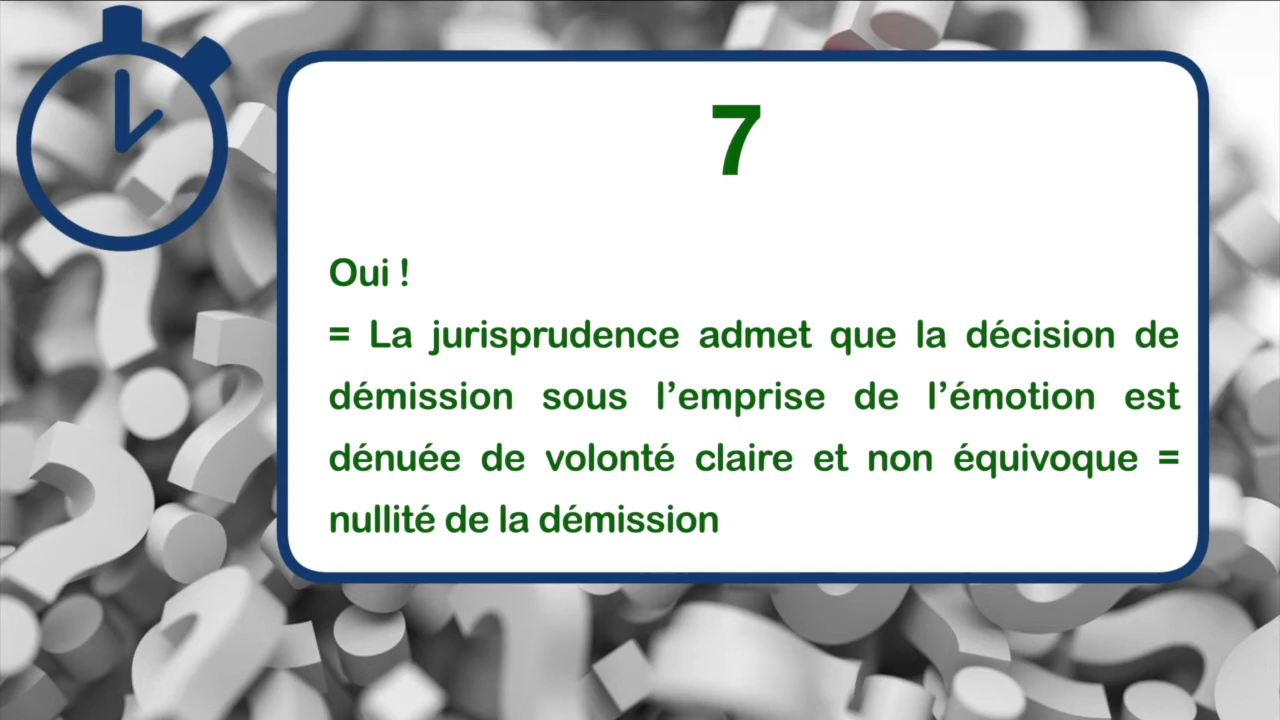 7
Oui !
= La jurisprudence admet que la décision de
démission sous l’emprise de l’émotion est
dénuée de volonté claire et non équivoque =
nullité de la démission